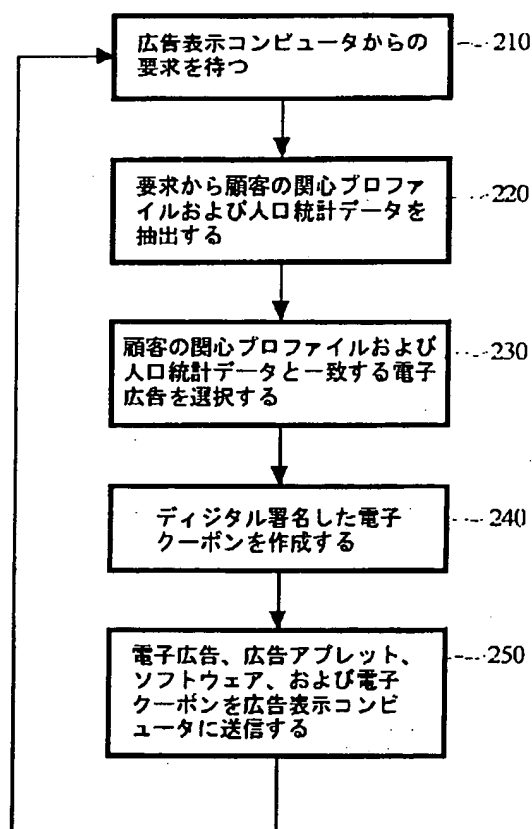 広告表示コンピュータからの
要求を待つ
210
要求から顧客の関心プロファ
イルおよび人口統計データを
抽出する
220
顧客の関心プロファイルおよび
人口統計データと一致する電子
広告を選択する
230
ディジタル署名した電子
クーポンを作成する
240
電子広告、広告アプレット、
ソフトウェア、および電子
クーポンを広告表示コンピ
ュータに送信する
250